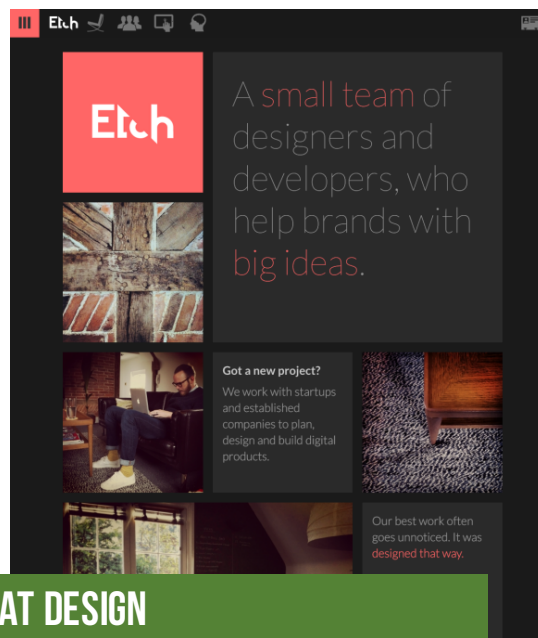 Etch
Etch
A small team of
designers and
developers, who
help brands with
big ideas.
Got a new project?
We work with startups
and established
companies to plan,
design and build digital
products.
Our best work often
goes unnoticed. It was
designed that way.
AT DESIGN